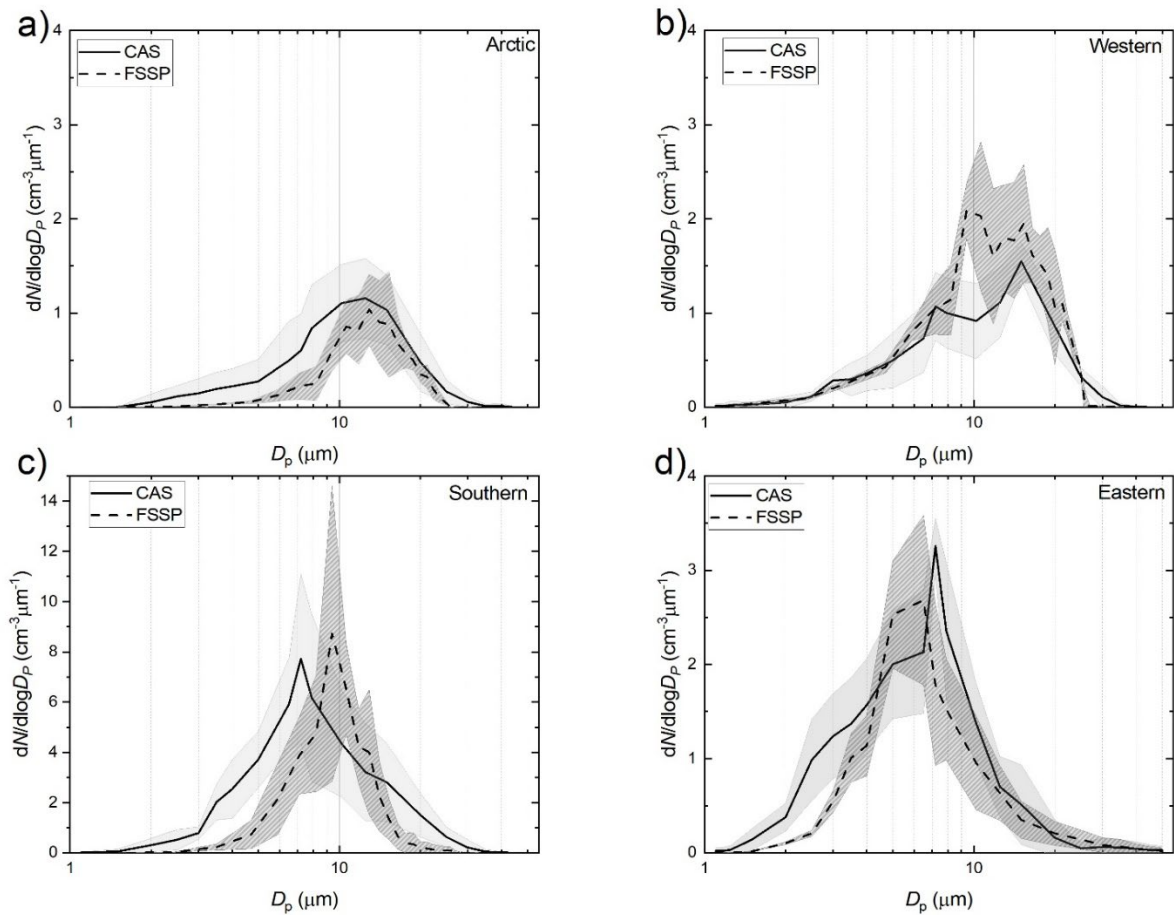 a)
CAS
FSSP
Arctic
dN/dlogD_P (cm⁻³μm⁻¹)
4
3
2
1
0
1
10
D_p (μm)
b)
CAS
FSSP
Western
dN/dlogD_P (cm⁻³μm⁻¹)
4
3
2
1
0
1
10
D_p (μm)
c)
CAS
FSSP
Southern
dN/dlogD_P (cm⁻³μm⁻¹)
14
12
10
8
6
4
2
0
1
10
D_p (μm)
d)
CAS
FSSP
Eastern
dN/dlogD_P (cm⁻³μm⁻¹)
4
3
2
1
0
1
10
D_p (μm)